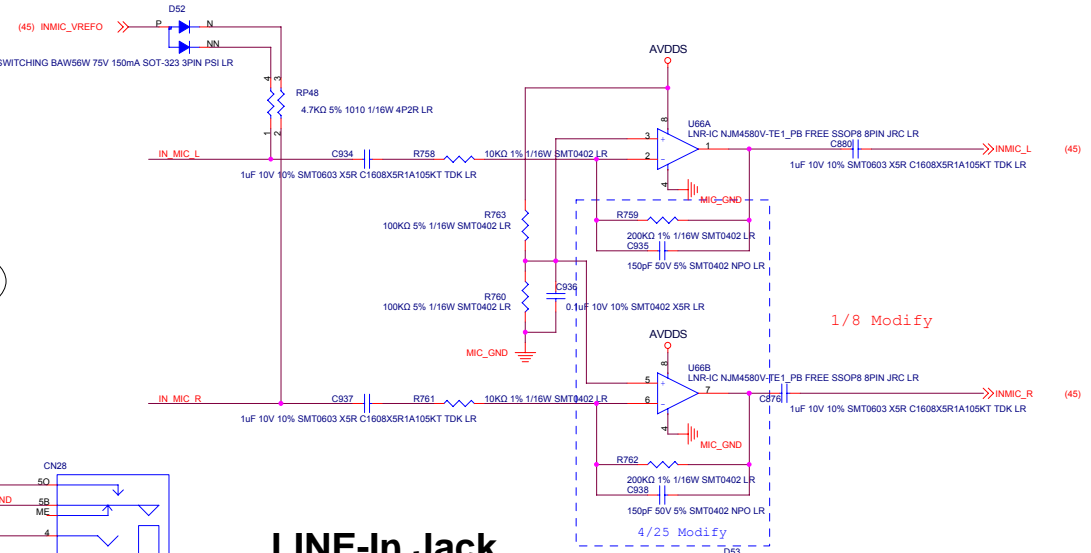 D52
(45) INMIC_VREFO
P
N
NN
SWITCHING BAW56W 75V 150mA SOT-323 3PIN PSI LR
4
3
RP48
4.7KΩ 5% 1010 1/16W 4P2R LR
1
2
AVDDS
8
U66A
LNR-IC NJM4580V-TE1_PB FREE SSOP8 8PIN JRC LR
3
2
1
4
IN_MIC_L
C934
R758
10KΩ 1% 1/16W SMT0402 LR
1uF 10V 10% SMT0603 X5R C1608X5R1A105KT TDK LR
C880
INMIC_L
(45)
1uF 10V 10% SMT0603 X5R C1608X5R1A105KT TDK LR
MIC_GND
R763
100KΩ 5% 1/16W SMT0402 LR
R759
200KΩ 1% 1/16W SMT0402 LR
C935
150pF 50V 5% SMT0402 NPO LR
R760
100KΩ 5% 1/16W SMT0402 LR
C936
0.1uF 10V 10% SMT0402 X5R LR
MIC_GND
1/8 Modify
AVDDS
8
U66B
LNR-IC NJM4580V-TE1_PB FREE SSOP8 8PIN JRC LR
5
6
7
4
IN_MIC_R
C937
R761
10KΩ 1% 1/16W SMT0402 LR
1uF 10V 10% SMT0603 X5R C1608X5R1A105KT TDK LR
C876
INMIC_R
(45)
1uF 10V 10% SMT0603 X5R C1608X5R1A105KT TDK LR
MIC_GND
R762
200KΩ 1% 1/16W SMT0402 LR
C938
150pF 50V 5% SMT0402 NPO LR
4/25 Modify
D53
CN28
5O
ND
5B
ME
4
LINE-In Jack